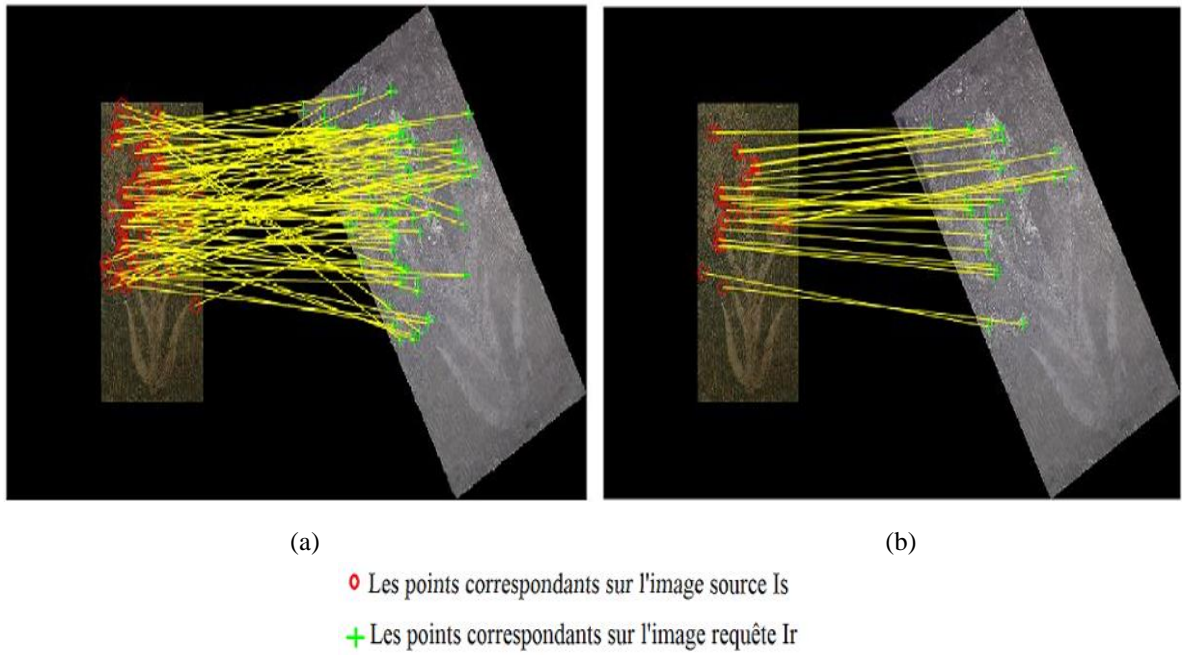 (a) (b)
Les points correspondants sur l'image source Is
Les points correspondants sur l'image requête Ir